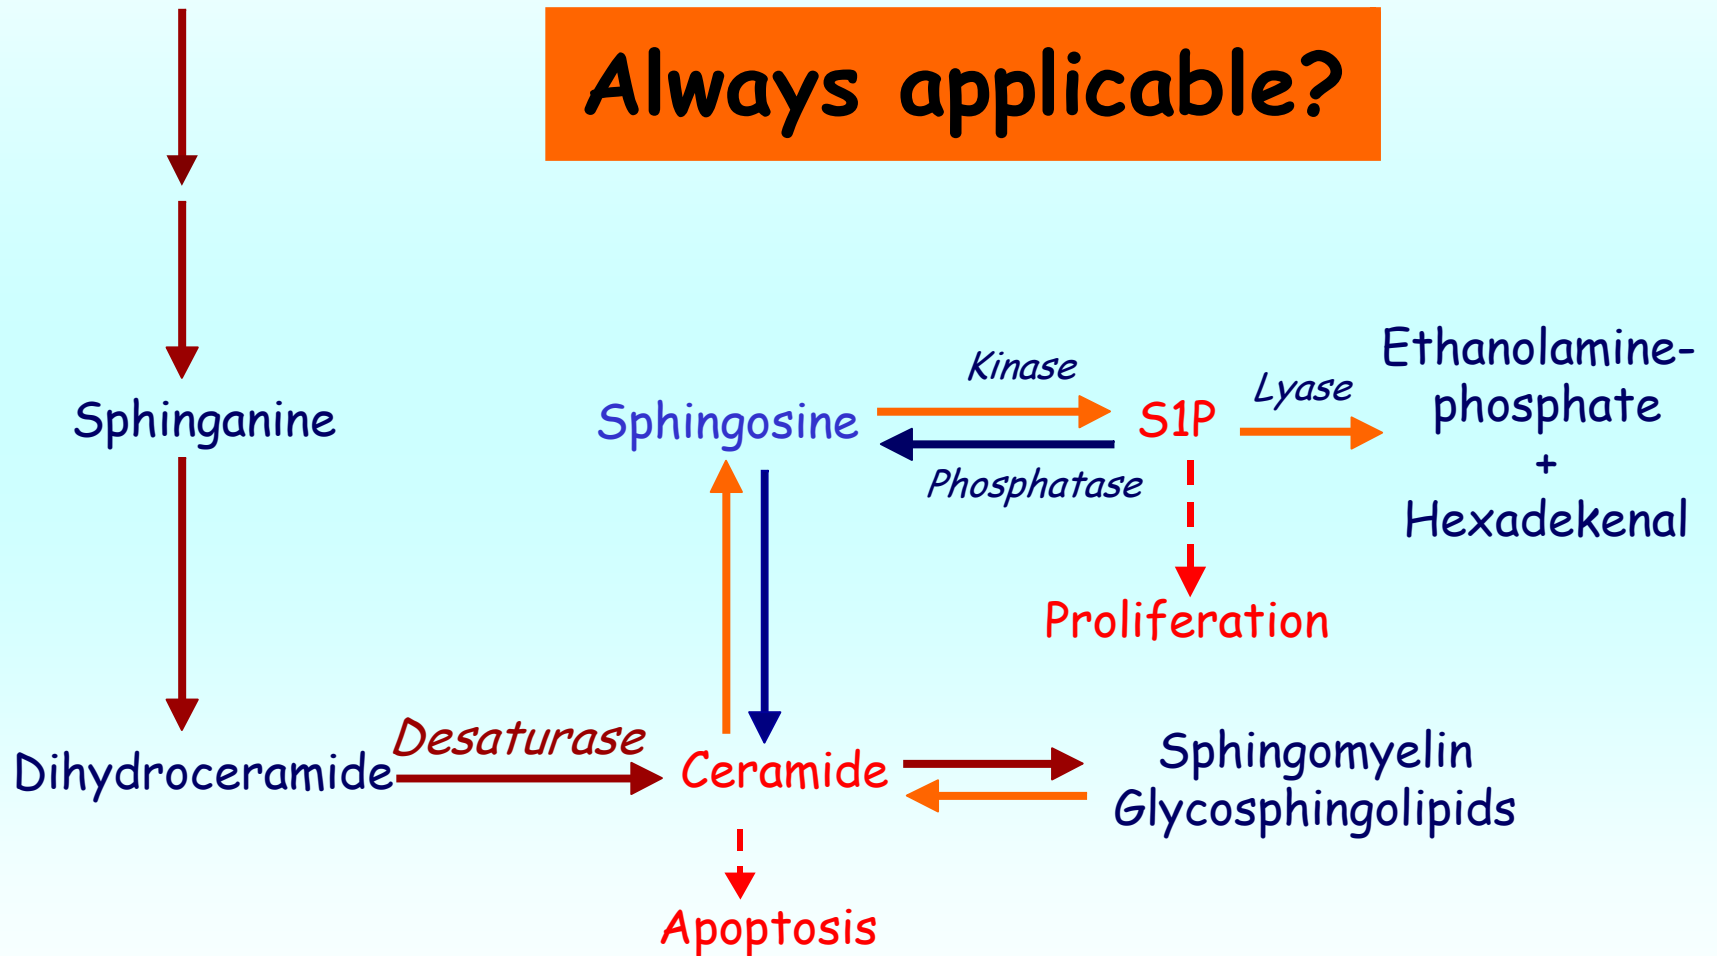 Always applicable?
Ethanolamine-
phosphate
+
Hexadekenal
Kinase
Lyase
Sphinganine
Sphingosine
S1P
Phosphatase
Proliferation
Desaturase
Dihydroceramide
Ceramide
Sphingomyelin
Glycosphingolipids
Apoptosis